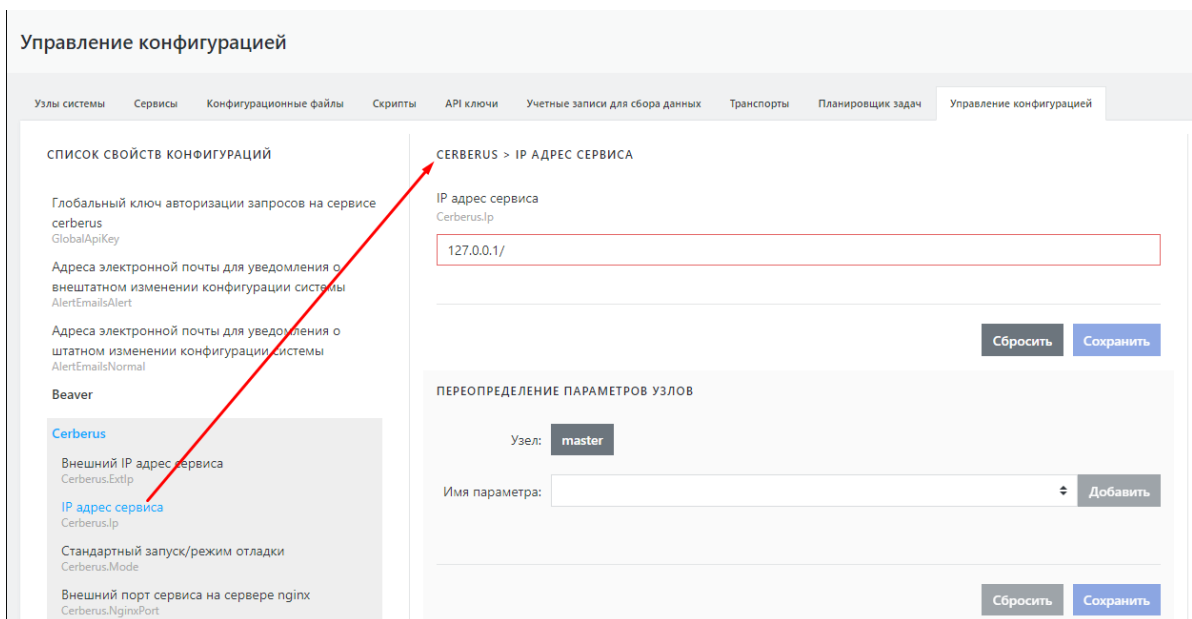 Управление конфигурацией
Узлы системы Сервисы Конфигурационные файлы Скрипты API ключи Учетные записи для сбора данных Транспорты Планировщик задач Управление конфигурацией
СПИСОК СВОЙСТВ КОНФИГУРАЦИЙ
Глобальный ключ авторизации запросов на сервисе
cerberus
GlobalApiKey
Адреса электронной почты для уведомления о
внештатном изменении конфигурации системы
AlertEmailsAlert
Адреса электронной почты для уведомления о
штатном изменении конфигурации системы
AlertEmailsNormal
Beaver
Cerberus
Внешний IP адрес сервиса
Cerberus.ExtIp
IP адрес сервиса
Cerberus.Ip
Стандартный запуск/режим отладки
Cerberus.Mode
Внешний порт сервиса на сервере nginx
Cerberus.NginxPort
CERBERUS > IP АДРЕС СЕРВИСА
IP адрес сервиса
Cerberus.Ip
127.0.0.1/
Сбросить Сохранить
ПЕРЕОПРЕДЕЛЕНИЕ ПАРАМЕТРОВ УЗЛОВ
Узел: master
Имя параметра: Добавить
Сбросить Сохранить